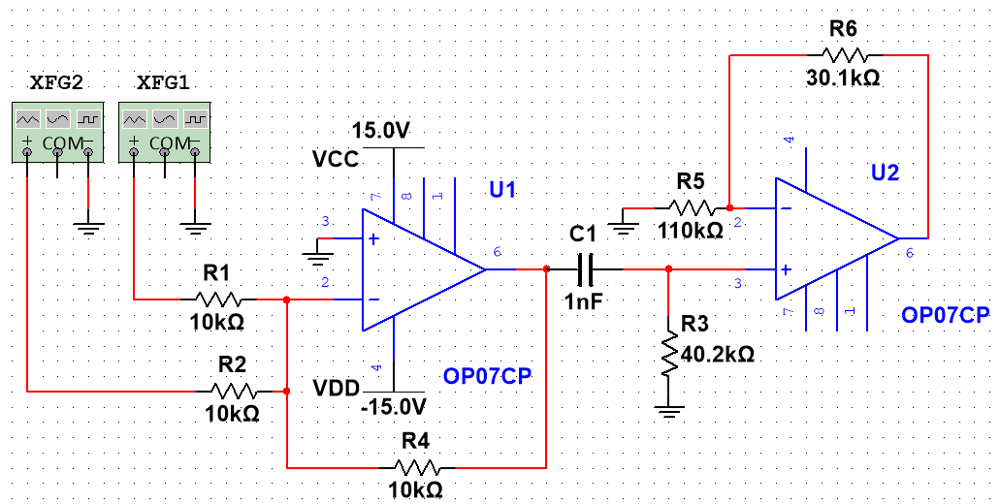 XFG2
XFG1
+ COM −
+ COM −
15.0V
VCC
7
8
1
U1
3
+
6
2
−
4
OP07CP
VDD
-15.0V
R1
10kΩ
R2
10kΩ
R4
10kΩ
C1
1nF
R3
40.2kΩ
R5
110kΩ
R6
30.1kΩ
4
U2
2
−
6
3
+
7
8
1
OP07CP